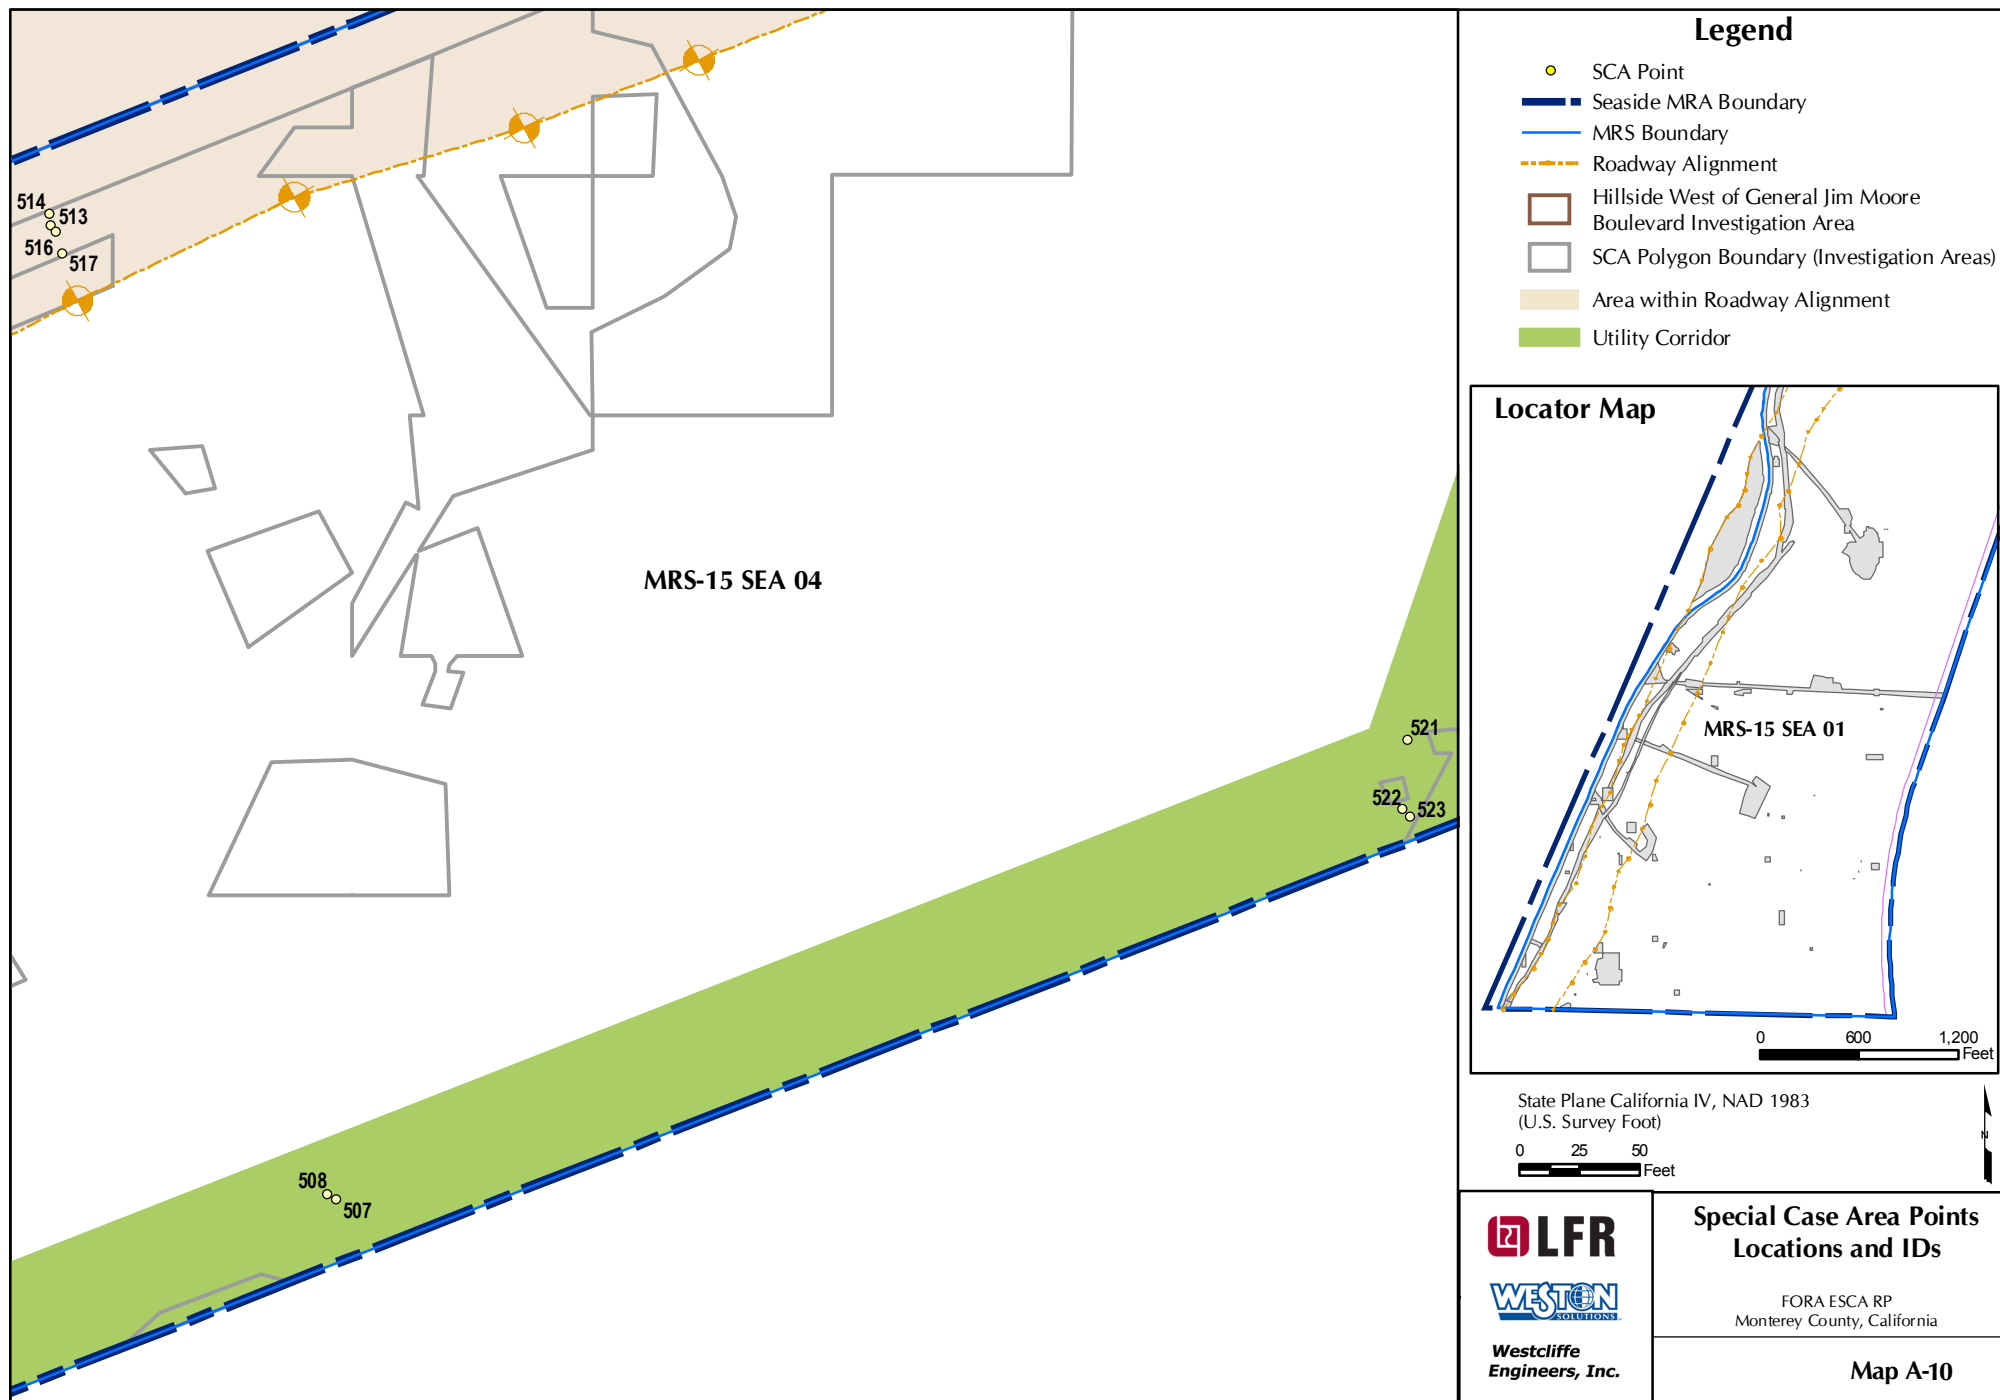 514
513
516
517
MRS-15 SEA 04
521
522
523
508
507
Legend
SCA Point
Seaside MRA Boundary
MRS Boundary
Roadway Alignment
Hillside West of General Jim Moore
Boulevard Investigation Area
SCA Polygon Boundary (Investigation Areas)
Area within Roadway Alignment
Utility Corridor
Locator Map
MRS-15 SEA 01
0 600 1,200
Feet
State Plane California IV, NAD 1983
(U.S. Survey Foot)
0 25 50
Feet
N
LFR
WESTON
SOLUTIONS
Westcliffe
Engineers, Inc.
Special Case Area Points
Locations and IDs
FORA ESCA RP
Monterey County, California
Map A-10